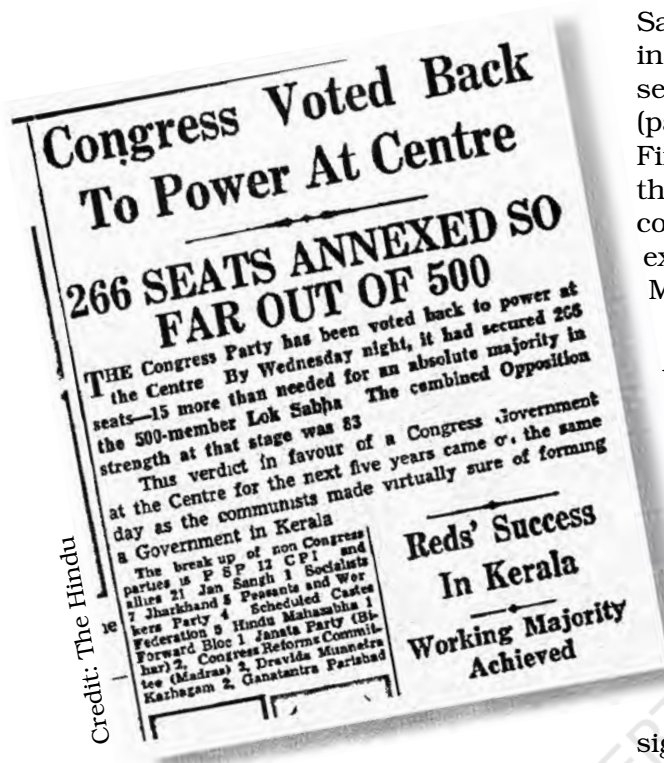 Congress Voted Back
To Power At Centre
266 SEATS ANNEXED SO
FAR OUT OF 500
THE Congress Party has been voted back to power at
the Centre By Wednesday night, it had secured 266
seats—15 more than needed for an absolute majority in
the 500-member Lok Sabha The combined Opposition
strength at that stage was 83
This verdict in favour of a Congress Government
at the Centre for the next five years came on the same
day as the communists made virtually sure of forming
a Government in Kerala
The break up of non Congress
parties is P S P 12 C P I and
allies 21 Jan Sangh 1 Socialists
7 Jharkhand 5 Peasants and Wor
kers Party 4 Scheduled Castes
Federation 5 Hindu Mahasabha 1
Forward Bloc 1 Janata Party (Bi-
har) 2, Congress Reforms Commit-
tee (Madras) 3, Dravida Munnetra
Kazhagam 2, Ganatantra Parishad
Reds' Success
In Kerala
Working Majority
Achieved
Credit: The Hindu
Sa
in
se
(pa
Fi
th
co
ex
M
sig